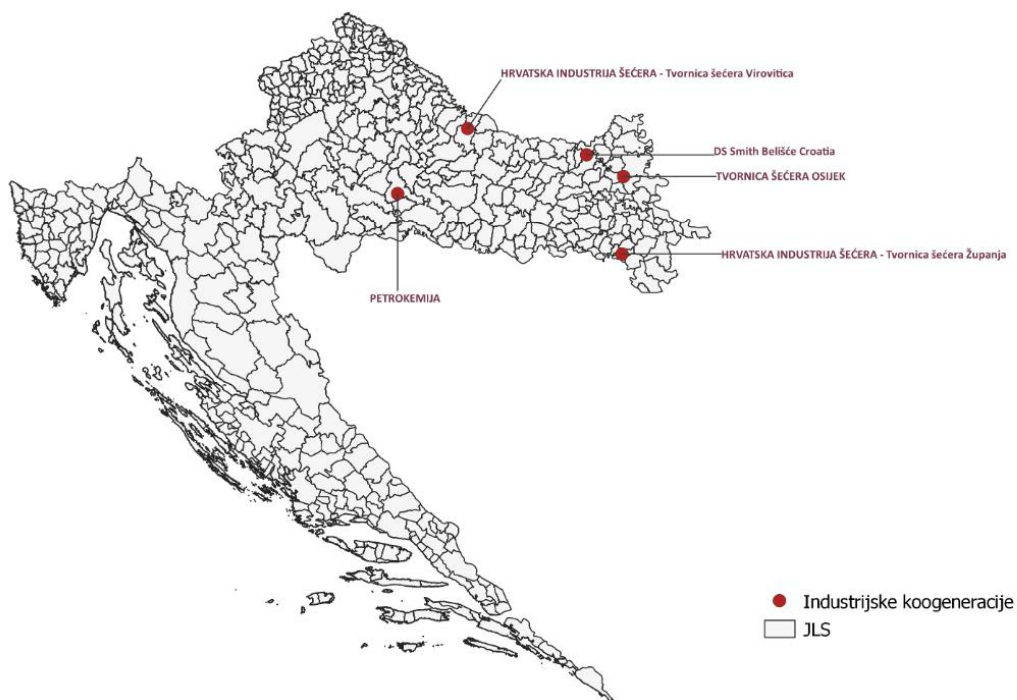 HRVATSKA INDUSTRIJA ŠEĆERA - Tvornica šećera Virovitica
DS Smith Belišće Croatia
TVORNICA ŠEĆERA OSIJEK
HRVATSKA INDUSTRIJA ŠEĆERA - Tvornica šećera Županja
PETROKEMIJA
Industrijske koogeneracije
JLS